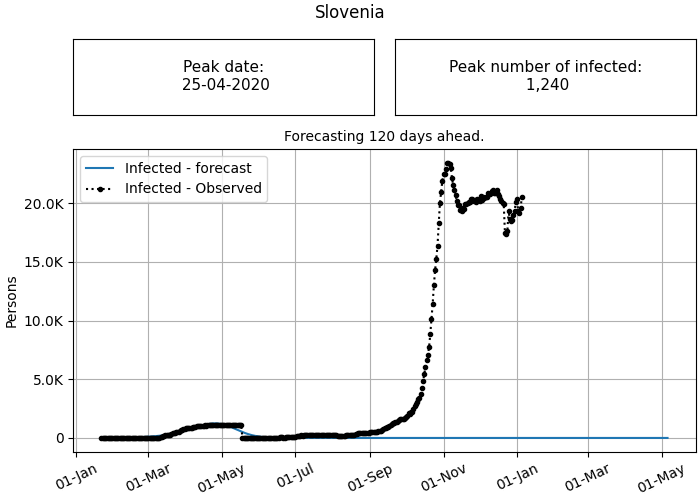 Slovenia
Peak date:
25-04-2020
Peak number of infected:
1,240
Forecasting 120 days ahead.
Infected - forecast
Infected - Observed
Persons
20.0K
15.0K
10.0K
5.0K
0
01-Jan
01-Mar
01-May
01-Jul
01-Sep
01-Nov
01-Jan
01-Mar
01-May